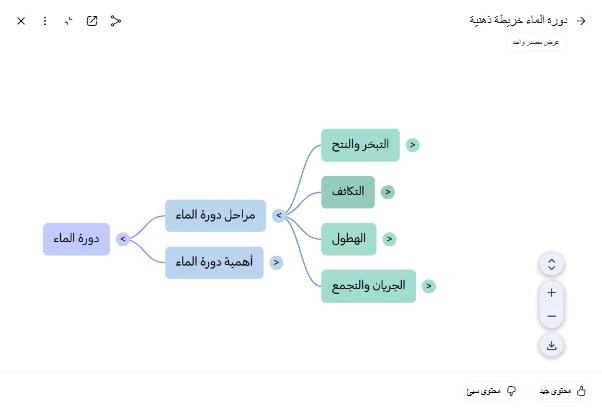 دورة الماء خريطة ذهنية
عرض مصدر واحد
التبخر والنتح
التكاثف
مراحل دورة الماء
دورة الماء
الهطول
أهمية دورة الماء
الجريان والتجمع
محتوى جيد
محتوى سيئ